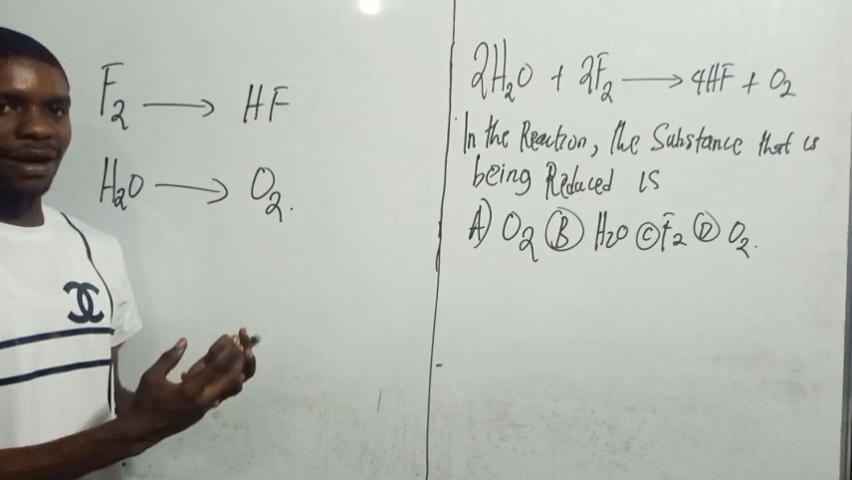 F₂ → HF
H₂O → O₂.
2H₂O + 2F₂ → 4HF + O₂
In the Reaction, the Substance that is
being Reduced is
A) O₂ Ⓑ H₂O Ⓒ F₂ Ⓓ O₂.